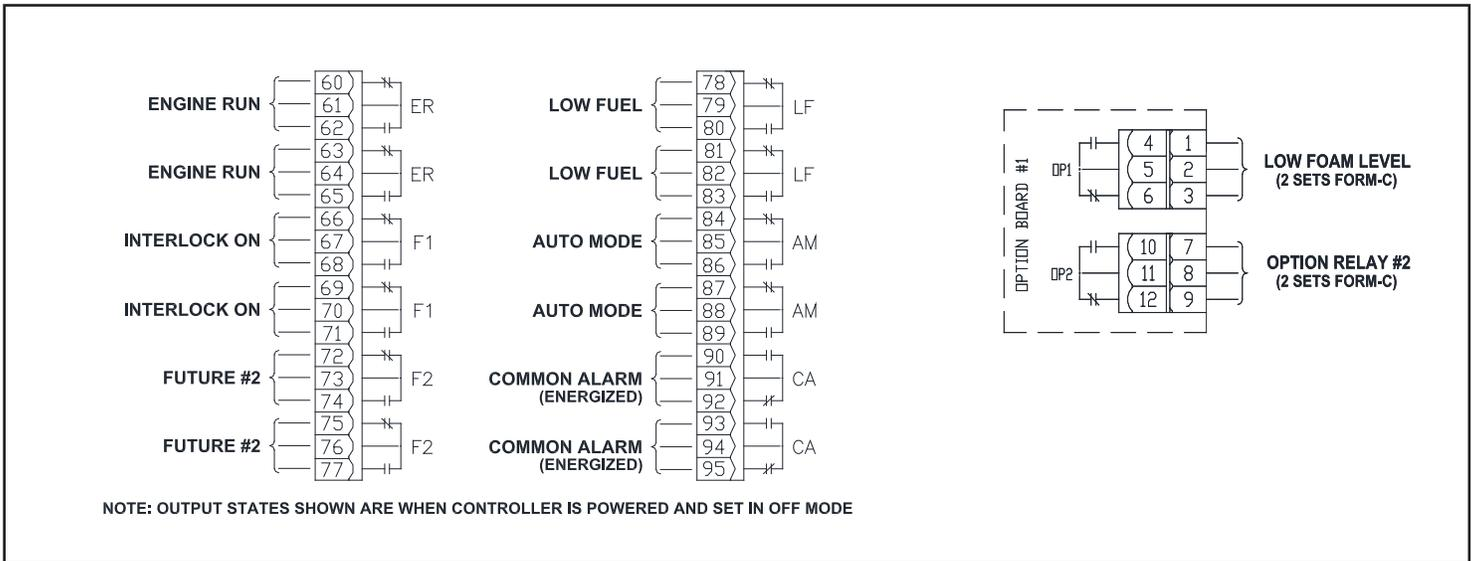 ENGINE RUN
60
61
62
ER
ENGINE RUN
63
64
65
ER
INTERLOCK ON
66
67
68
F1
INTERLOCK ON
69
70
71
F1
FUTURE #2
72
73
74
F2
FUTURE #2
75
76
77
F2
LOW FUEL
78
79
80
LF
LOW FUEL
81
82
83
LF
AUTO MODE
84
85
86
AM
AUTO MODE
87
88
89
AM
COMMON ALARM
(ENERGIZED)
90
91
92
CA
COMMON ALARM
(ENERGIZED)
93
94
95
CA
OPTION BOARD #1
OP1
4 1
5 2
6 3
LOW FOAM LEVEL
(2 SETS FORM-C)
OP2
10 7
11 8
12 9
OPTION RELAY #2
(2 SETS FORM-C)
NOTE: OUTPUT STATES SHOWN ARE WHEN CONTROLLER IS POWERED AND SET IN OFF MODE